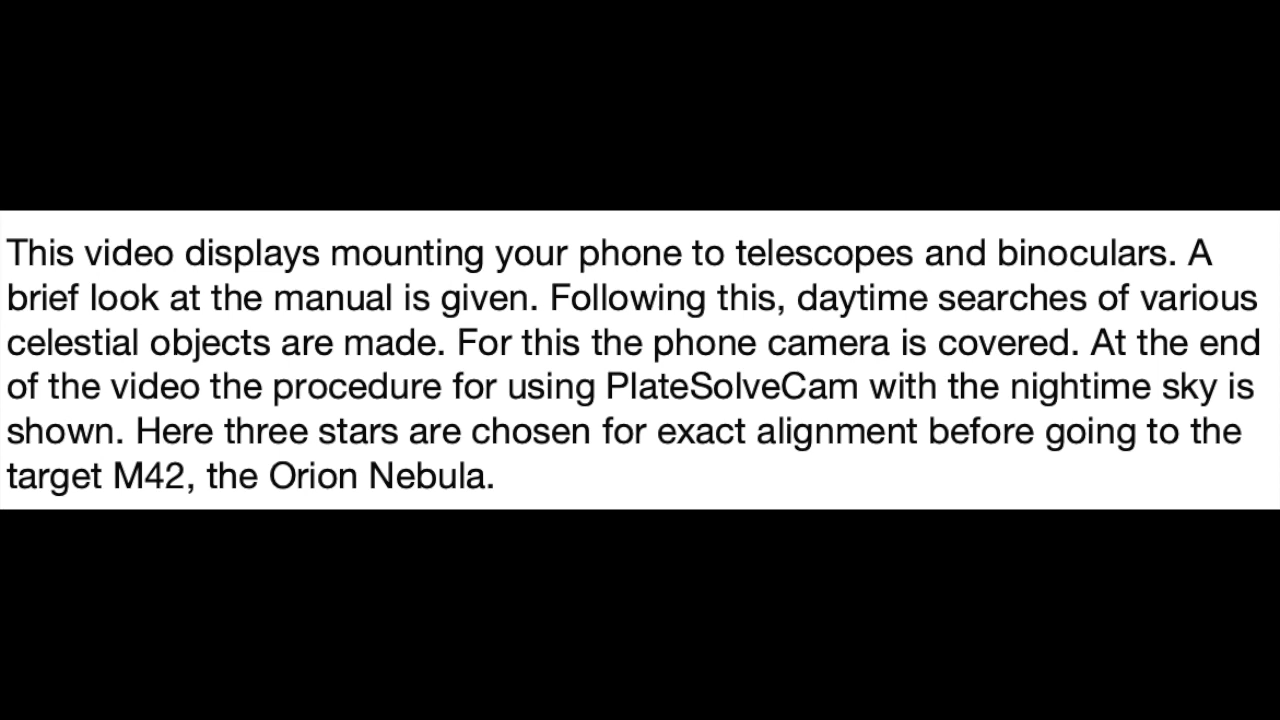 This video displays mounting your phone to telescopes and binoculars. A
brief look at the manual is given. Following this, daytime searches of various
celestial objects are made. For this the phone camera is covered. At the end
of the video the procedure for using PlateSolveCam with the nightime sky is
shown. Here three stars are chosen for exact alignment before going to the
target M42, the Orion Nebula.